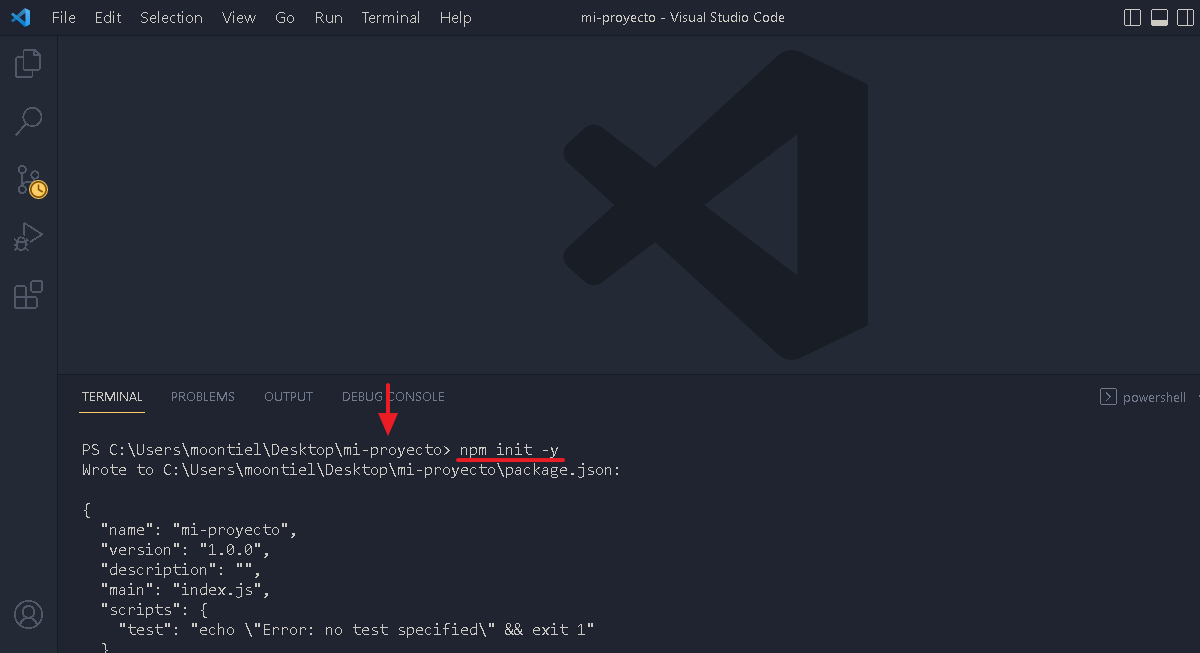 File Edit Selection View Go Run Terminal Help mi-proyecto - Visual Studio Code
TERMINAL PROBLEMS OUTPUT DEBUG CONSOLE powershell
PS C:\Users\moontiel\Desktop\mi-proyecto> npm init -y
Wrote to C:\Users\moontiel\Desktop\mi-proyecto\package.json:
{
"name": "mi-proyecto",
"version": "1.0.0",
"description": "",
"main": "index.js",
"scripts": {
"test": "echo \"Error: no test specified\" && exit 1"
}